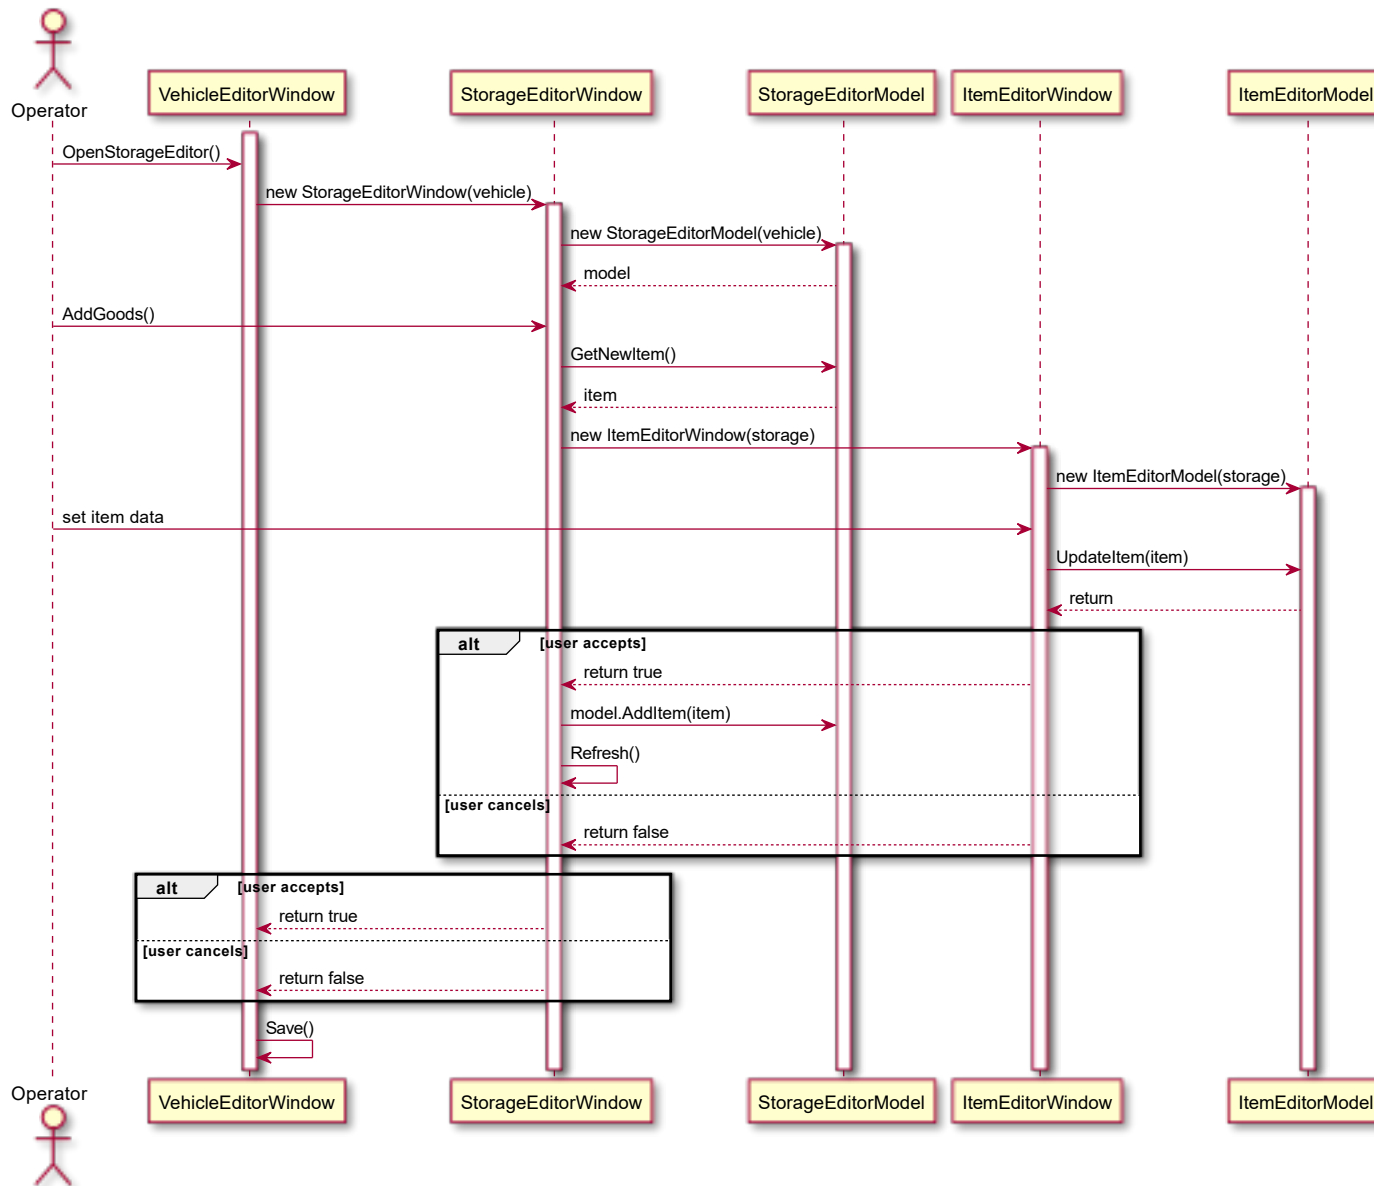 Operator
VehicleEditorWindow
StorageEditorWindow
StorageEditorModel
ItemEditorWindow
ItemEditorModel
OpenStorageEditor()
new StorageEditorWindow(vehicle)
new StorageEditorModel(vehicle)
model
AddGoods()
GetNewItem()
item
new ItemEditorWindow(storage)
new ItemEditorModel(storage)
set item data
UpdateItem(item)
return
alt [user accepts]
return true
model.AddItem(item)
Refresh()
[user cancels]
return false
alt [user accepts]
return true
[user cancels]
return false
Save()
Operator
VehicleEditorWindow
StorageEditorWindow
StorageEditorModel
ItemEditorWindow
ItemEditorModel